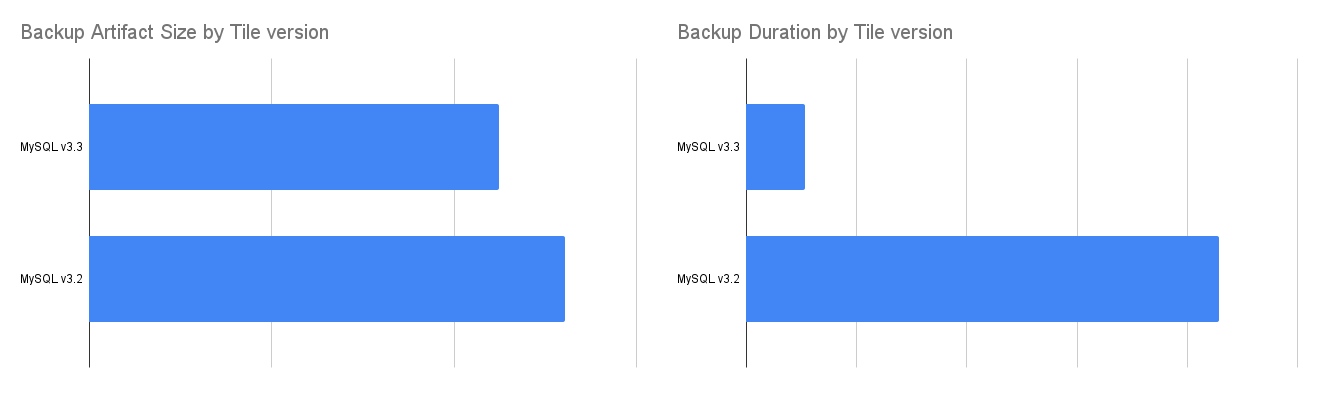 Backup Artifact Size by Tile version
MySQL v3.3
MySQL v3.2
Backup Duration by Tile version
MySQL v3.3
MySQL v3.2